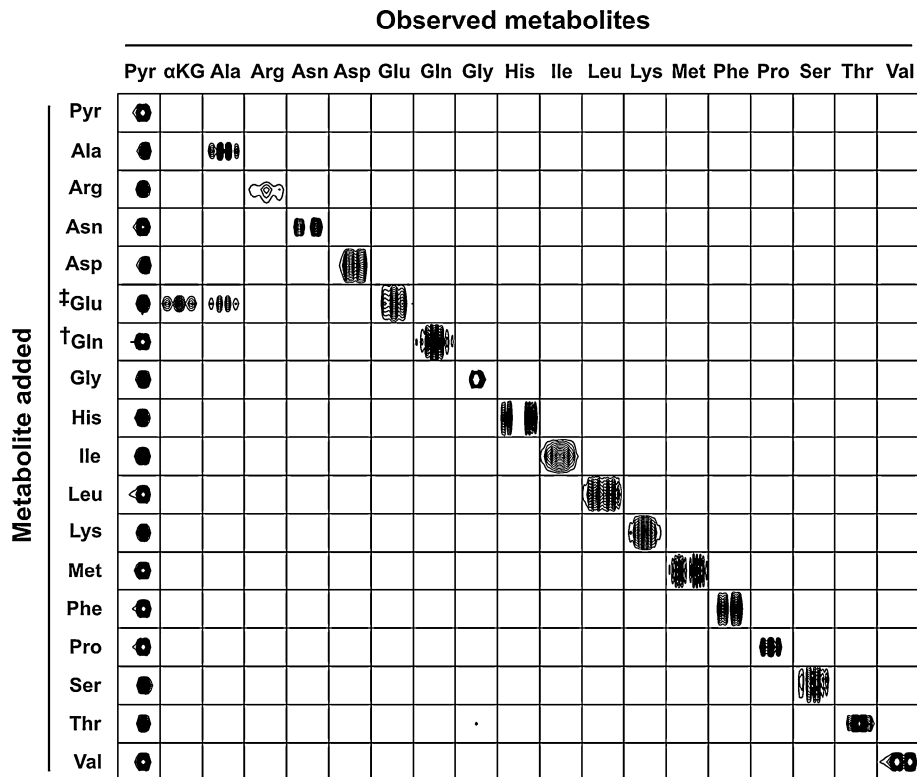 Observed metabolites
Pyr αKG Ala Arg Asn Asp Glu Gln Gly His Ile Leu Lys Met Phe Pro Ser Thr Val
Metabolite added
Pyr
Ala
Arg
Asn
Asp
‡Glu
†Gln
Gly
His
Ile
Leu
Lys
Met
Phe
Pro
Ser
Thr
Val